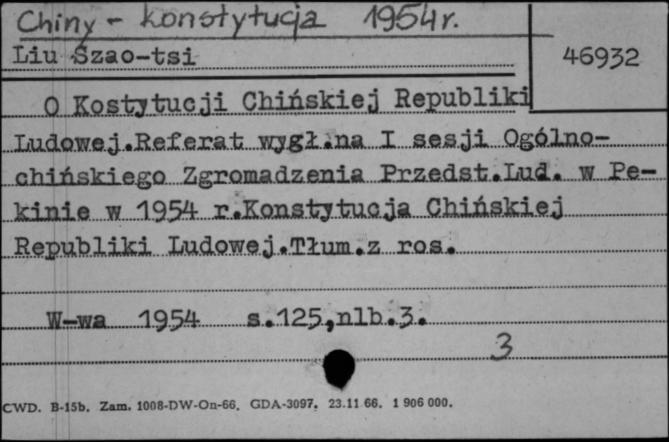 Chiny - konstytucja 1954 r.
Liu Szao-tsi
46932
O Kostytucji Chińskiej Republiki
Ludowej.Referat wygł.na I sesji Ogólno-
chińskiego Zgromadzenia Przedst.Lud. w Pe-
kinie w 1954 r.Konstytucja Chińskiej
Republiki Ludowej.Tłum.z ros.
W-wa 1954 s.125,nlb.3.
3
CWD. B-15b. Zam. 1008-DW-On-66. GDA-3097. 23.11.66. 1 906 000.